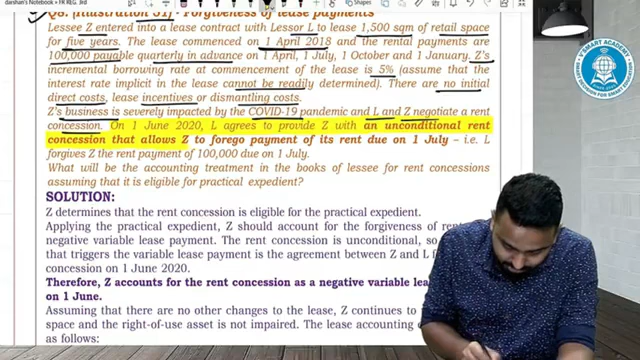 darshan's Notebook » FR REG. 3rd
Q8. [Illustration 31] - Forgiveness of lease payments
Lessee Z entered into a lease contract with Lessor L to lease 1,500 sqm of retail space
for five years. The lease commenced on 1 April 2018 and the rental payments are
100,000 payable quarterly in advance on 1 April, 1 July, 1 October and 1 January. Z's
incremental borrowing rate at commencement of the lease is 5% (assume that the
interest rate implicit in the lease cannot be readily determined). There are no initial
direct costs, lease incentives or dismantling costs.
Z's business is severely impacted by the COVID-19 pandemic and L and Z negotiate a rent
concession. On 1 June 2020, L agrees to provide Z with an unconditional rent
concession that allows Z to forego payment of its rent due on 1 July – i.e. L
forgives Z the rent payment of 100,000 due on 1 July.
What will be the accounting treatment in the books of lessee for rent concessions
assuming that it is eligible for practical expedient?
SOLUTION:
Z determines that the rent concession is eligible for the practical expedient.
Applying the practical expedient, Z should account for the forgiveness of
negative variable lease payment. The rent concession is unconditional, so
that triggers the variable lease payment is the agreement between Z and L
concession on 1 June 2020.
Therefore, Z accounts for the rent concession as a negative variable
on 1 June.
Assuming that there are no other changes to the lease, Z continues to
space and the right-of-use asset is not impaired. The lease accounting
as follows:
SMART ACADEMY